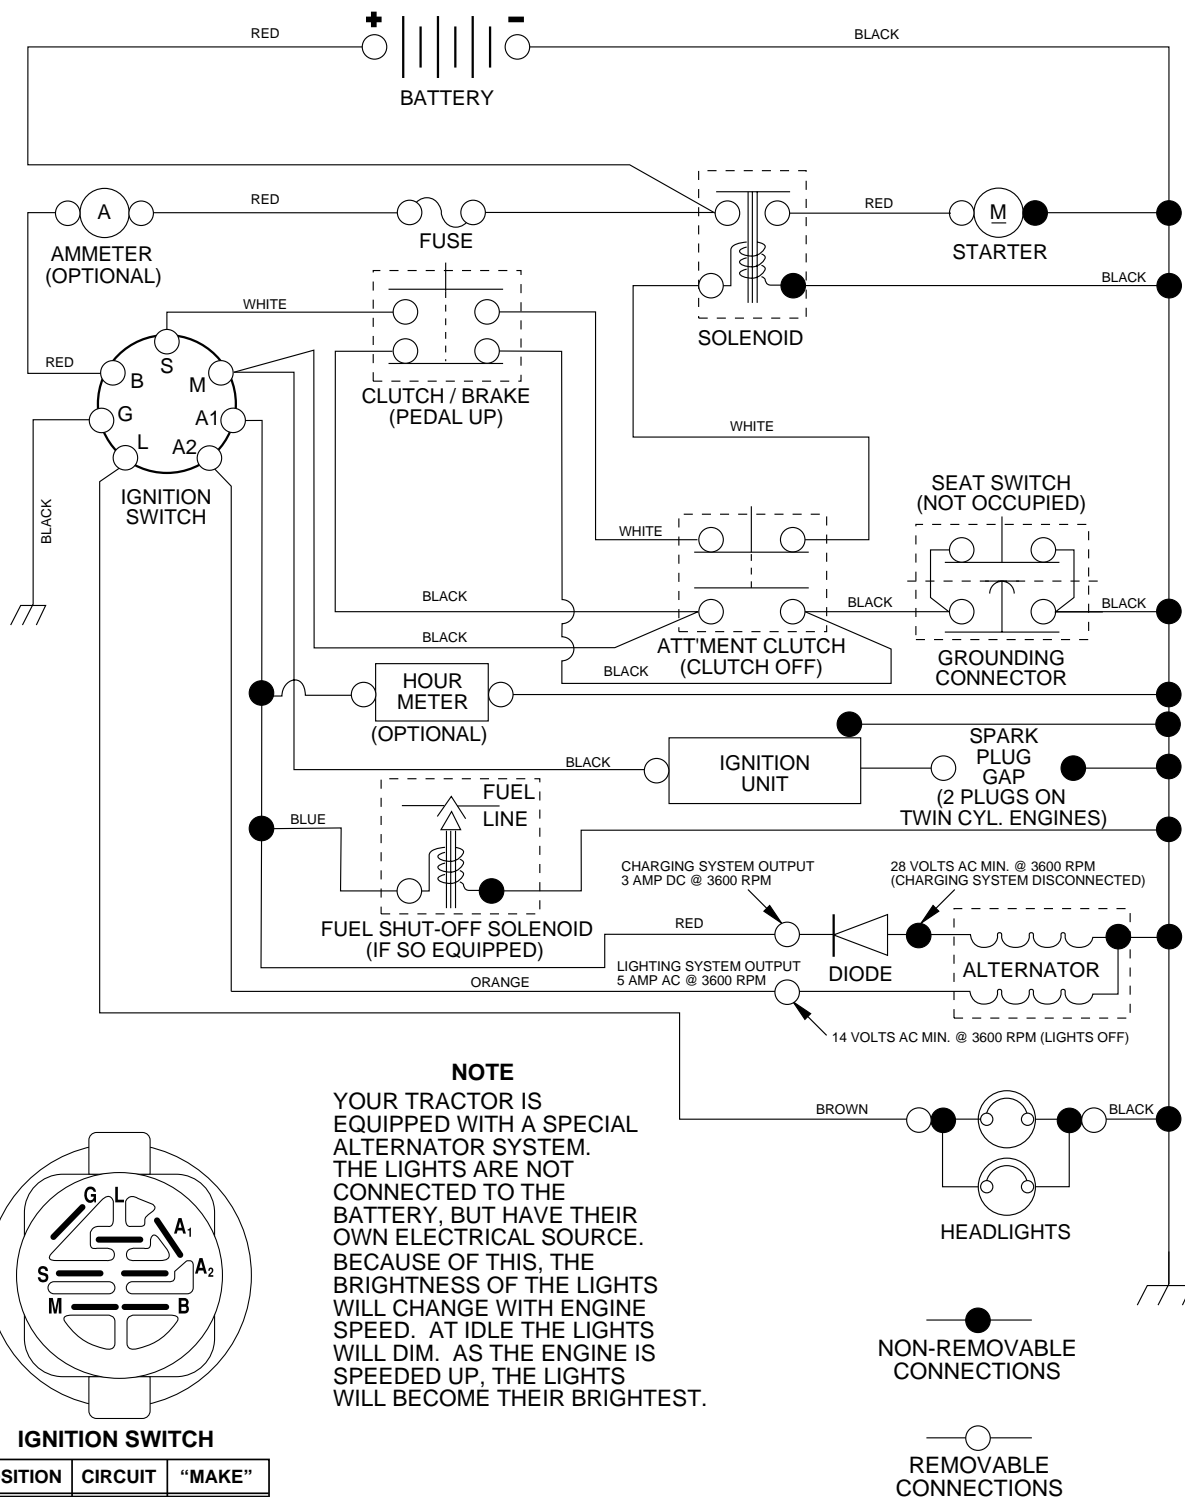 RED
+
-
BLACK
BATTERY
RED
A
AMMETER
(OPTIONAL)
FUSE
RED
M
STARTER
BLACK
SOLENOID
WHITE
RED
S
B
M
G
A1
L
A2
IGNITION
SWITCH
BLACK
CLUTCH / BRAKE
(PEDAL UP)
WHITE
SEAT SWITCH
(NOT OCCUPIED)
WHITE
BLACK
BLACK
BLACK
BLACK
ATT'MENT CLUTCH
(CLUTCH OFF)
BLACK
GROUNDING
CONNECTOR
HOUR
METER
(OPTIONAL)
BLACK
IGNITION
UNIT
SPARK
PLUG
GAP
(2 PLUGS ON
TWIN CYL. ENGINES)
FUEL
LINE
BLUE
FUEL SHUT-OFF SOLENOID
(IF SO EQUIPPED)
CHARGING SYSTEM OUTPUT
3 AMP DC @ 3600 RPM
28 VOLTS AC MIN. @ 3600 RPM
(CHARGING SYSTEM DISCONNECTED)
RED
DIODE
ALTERNATOR
LIGHTING SYSTEM OUTPUT
5 AMP AC @ 3600 RPM
ORANGE
14 VOLTS AC MIN. @ 3600 RPM (LIGHTS OFF)
NOTE
YOUR TRACTOR IS
EQUIPPED WITH A SPECIAL
ALTERNATOR SYSTEM.
THE LIGHTS ARE NOT
CONNECTED TO THE
BATTERY, BUT HAVE THEIR
OWN ELECTRICAL SOURCE.
BECAUSE OF THIS, THE
BRIGHTNESS OF THE LIGHTS
WILL CHANGE WITH ENGINE
SPEED. AT IDLE THE LIGHTS
WILL DIM. AS THE ENGINE IS
SPEEDED UP, THE LIGHTS
WILL BECOME THEIR BRIGHTEST.
BROWN
BLACK
HEADLIGHTS
G
L
A1
A2
S
M
B
IGNITION SWITCH
SITION CIRCUIT “MAKE”
NON-REMOVABLE
CONNECTIONS
REMOVABLE
CONNECTIONS